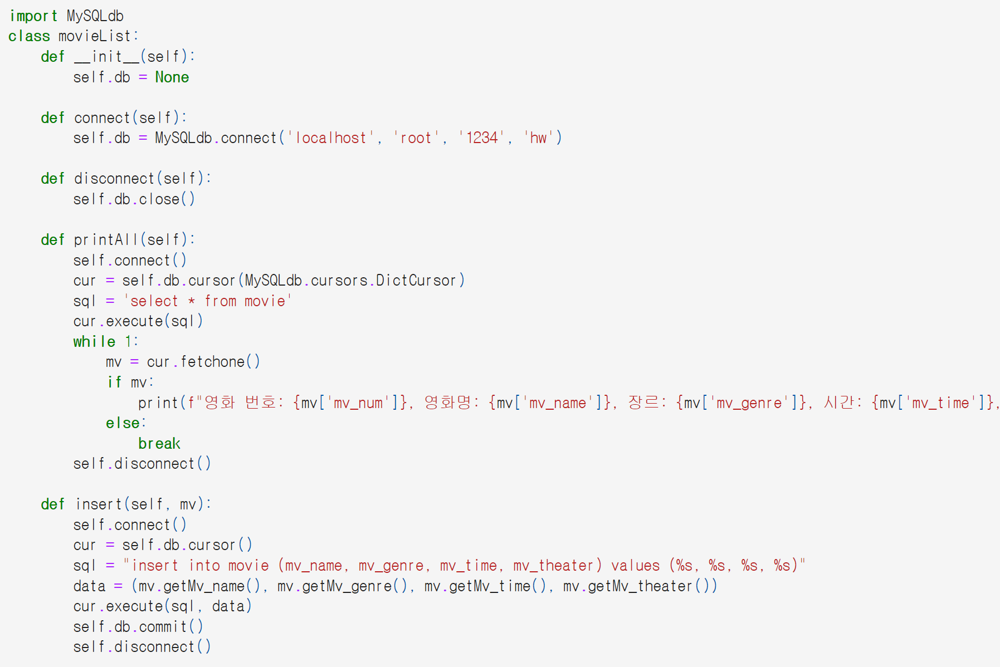 import MySQLdb
class movieList:
    def __init__(self):
        self.db = None

    def connect(self):
        self.db = MySQLdb.connect('localhost', 'root', '1234', 'hw')

    def disconnect(self):
        self.db.close()

    def printAll(self):
        self.connect()
        cur = self.db.cursor(MySQLdb.cursors.DictCursor)
        sql = 'select * from movie'
        cur.execute(sql)
        while 1:
            mv = cur.fetchone()
            if mv:
                print(f"영화 번호: {mv['mv_num']}, 영화명: {mv['mv_name']}, 장르: {mv['mv_genre']}, 시간: {mv['mv_time']},
            else:
                break
        self.disconnect()

    def insert(self, mv):
        self.connect()
        cur = self.db.cursor()
        sql = "insert into movie (mv_name, mv_genre, mv_time, mv_theater) values (%s, %s, %s, %s)"
        data = (mv.getMv_name(), mv.getMv_genre(), mv.getMv_time(), mv.getMv_theater())
        cur.execute(sql, data)
        self.db.commit()
        self.disconnect()